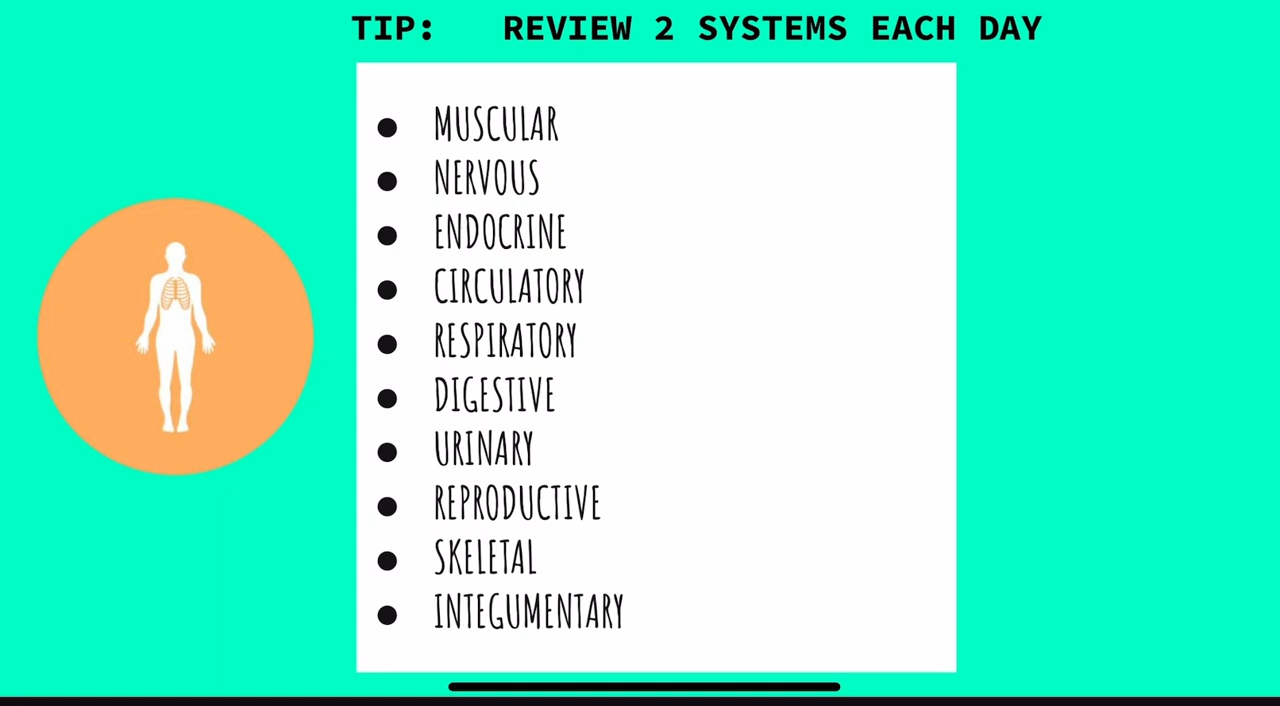 TIP: REVIEW 2 SYSTEMS EACH DAY
● MUSCULAR
● NERVOUS
● ENDOCRINE
● CIRCULATORY
● RESPIRATORY
● DIGESTIVE
● URINARY
● REPRODUCTIVE
● SKELETAL
● INTEGUMENTARY